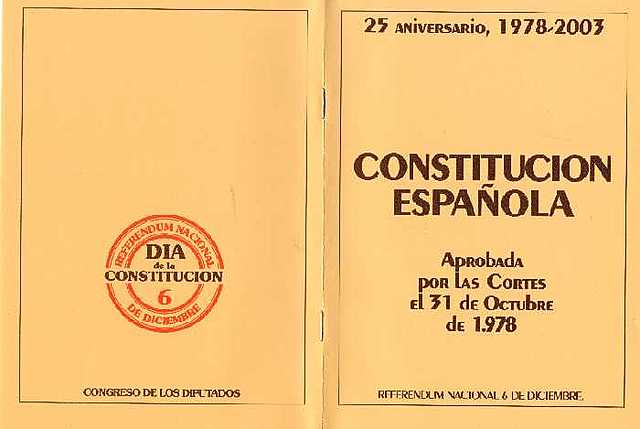 REFERENDUM NACIONAL
DIA
de la
CONSTITUCION
6
DE DICIEMBRE
CONGRESO DE LOS DIPUTADOS
25 ANIVERSARIO, 1978-2003
CONSTITUCION
ESPAÑOLA
Aprobada
por las Cortes
el 31 de Octubre
de 1.978
REFERENDUM NACIONAL 6 DE DICIEMBRE.